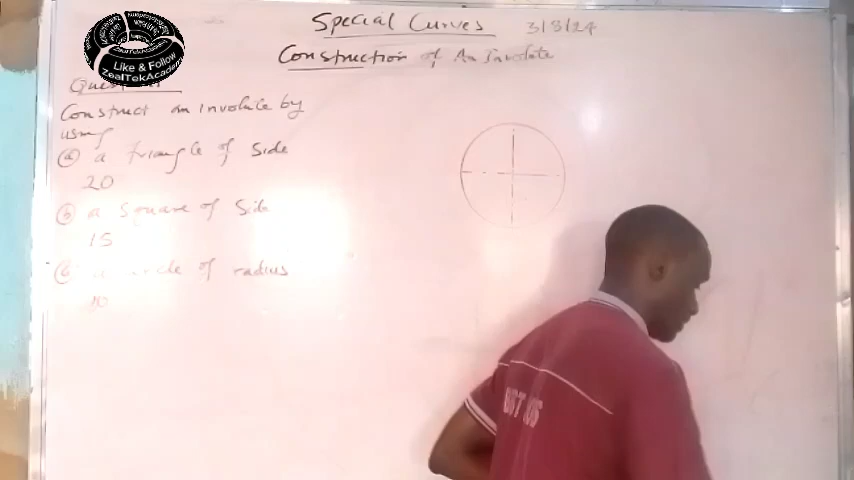 Special Curves 3/8/24
Construction of An Involute
Question
Construct an involute by
using
(a) a triangle of side
20
(b) a square of side
15
(c) a circle of radius
10
Like & Follow
ZealTekAcademy